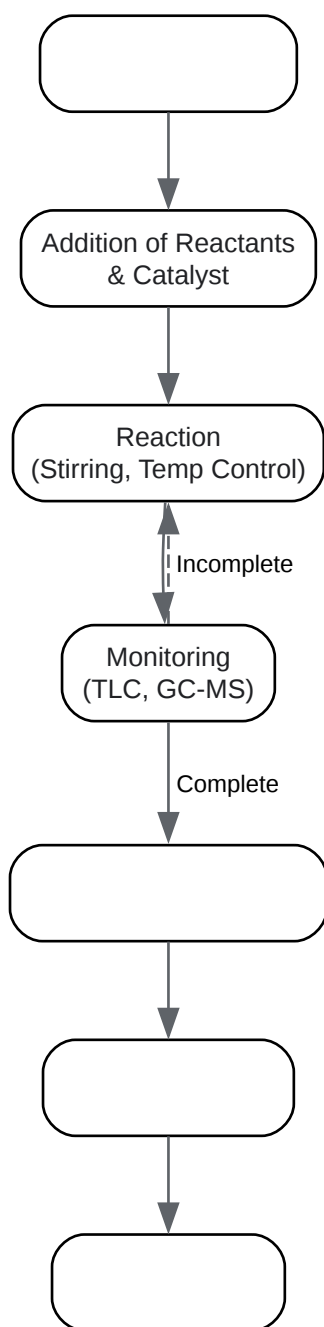 Addition of Reactants
& Catalyst
Reaction
(Stirring, Temp Control)
Incomplete
Monitoring
(TLC, GC-MS)
Complete